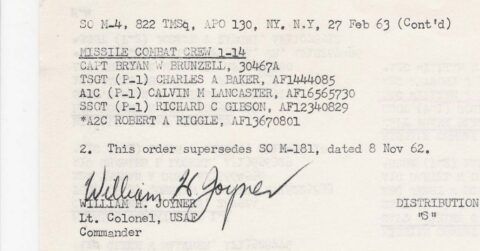 SO M-4, 822 TMSq, APO 130, NY. N.Y, 27 Feb 63 (Cont'd)
MISSILE COMBAT CREW 1-14
CAPT BRYAN W BRUNZELL, 30467A
TSGT (P-1) CHARLES A BAKER, AF1444085
A1C (P-1) CALVIN M LANCASTER, AF16565730
SSGT (P-1) RICHARD C GIBSON, AF12340829
*A2C ROBERT A RIGGLE, AF13670801
2. This order supersedes SO M-181, dated 8 Nov 62.
William H. Joyner
WILLIAM H. JOYNER
Lt. Colonel, USAF
Commander
DISTRIBUTION
"S"